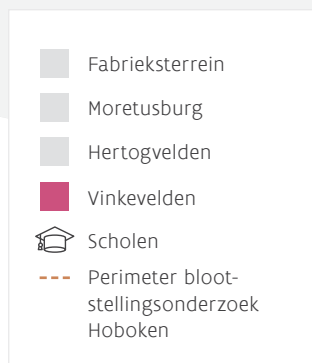 Fabrieksterrein
Moretusburg
Hertogvelden
Vinkevelden
Scholen
Perimeter bloot-
stellingsonderzoek
Hoboken